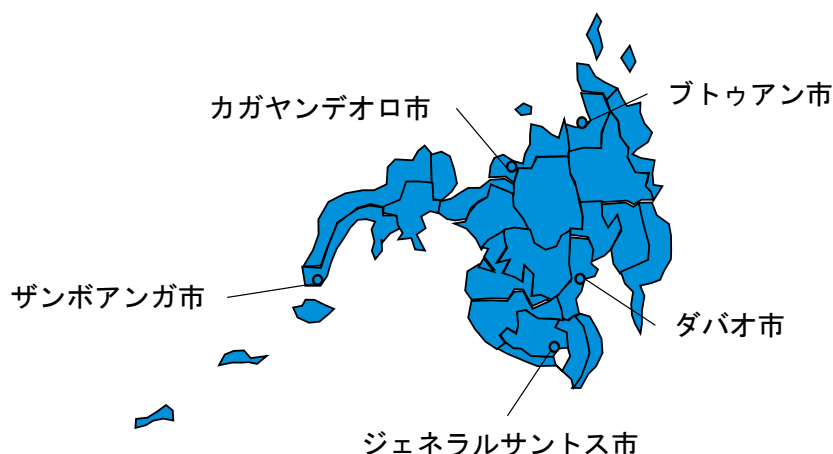 ブトゥアン市
カガヤンデオロ市
ザンボアンガ市
ダバオ市
ジェネラルサントス市